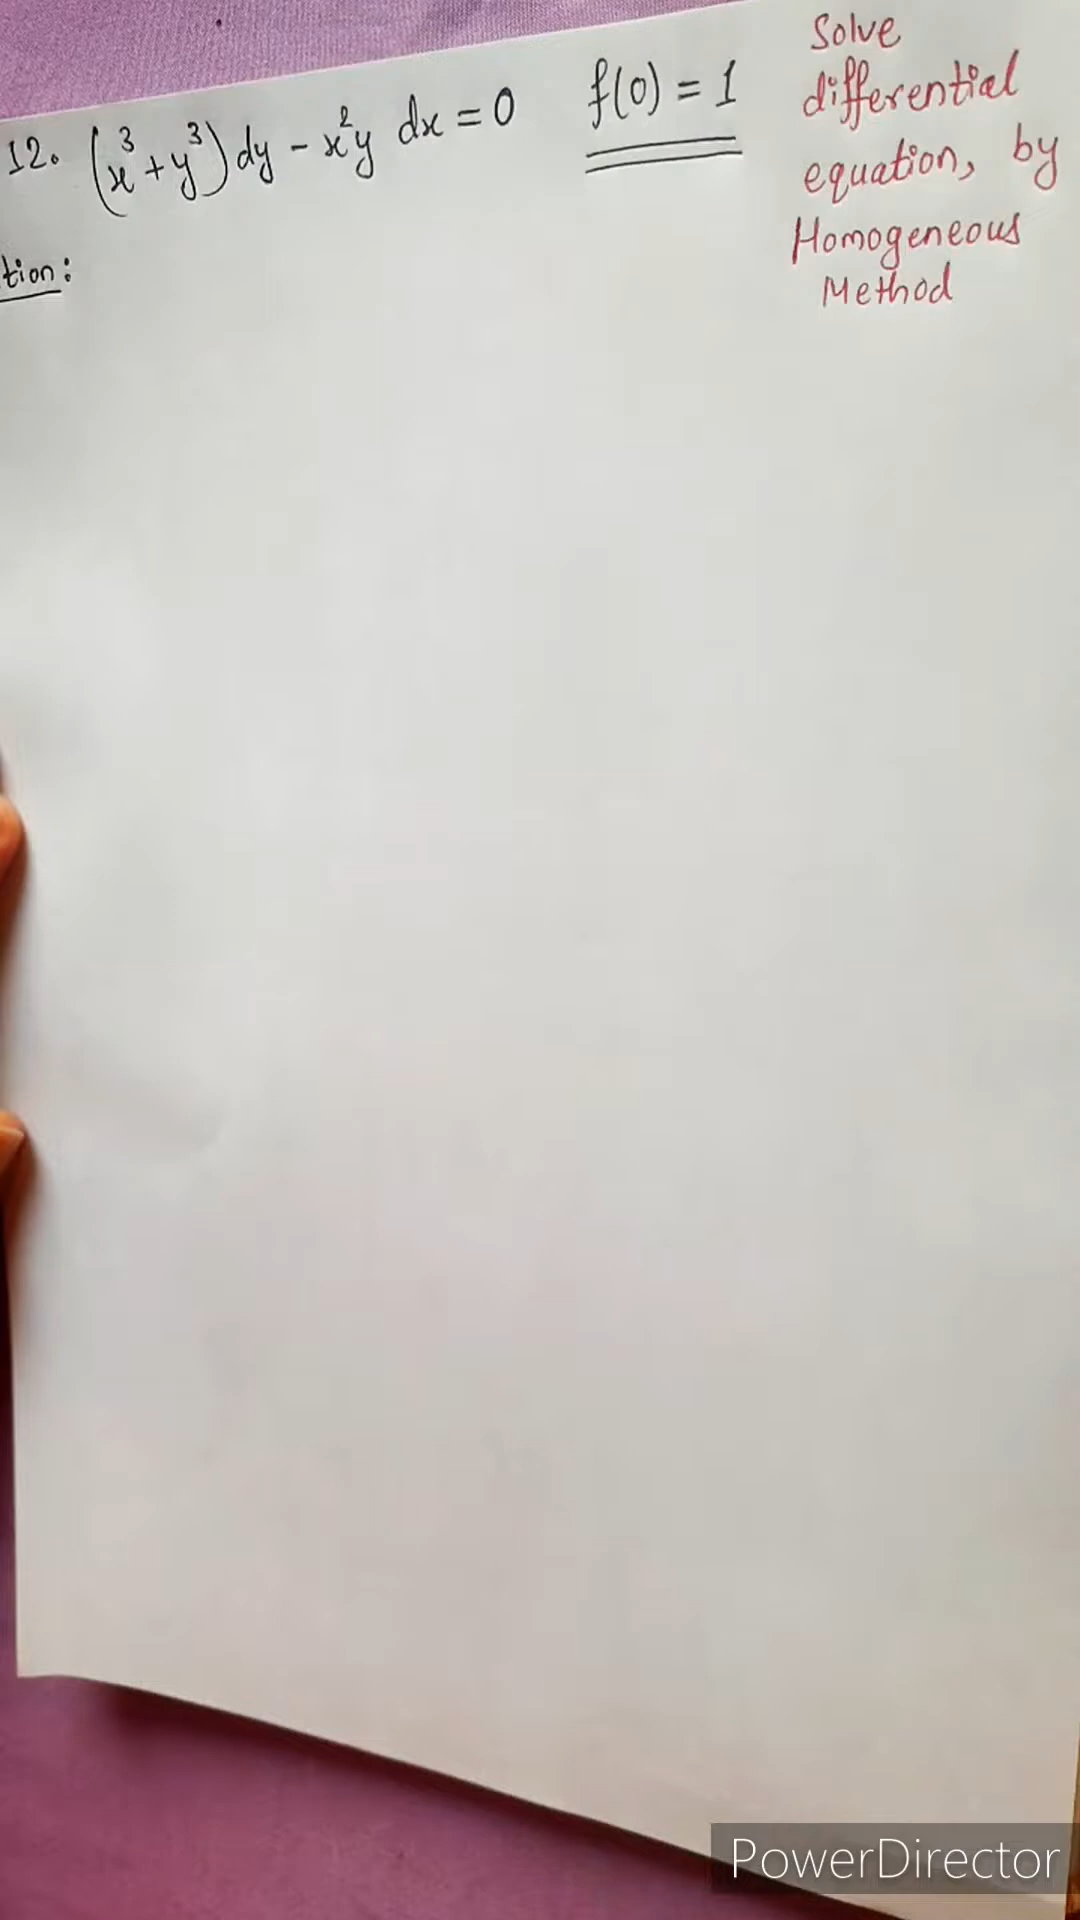 12. (x³+y³)dy - x²y dx = 0 f(0) = 1
tion:
Solve
differential
equation, by
Homogeneous
Method
PowerDirector